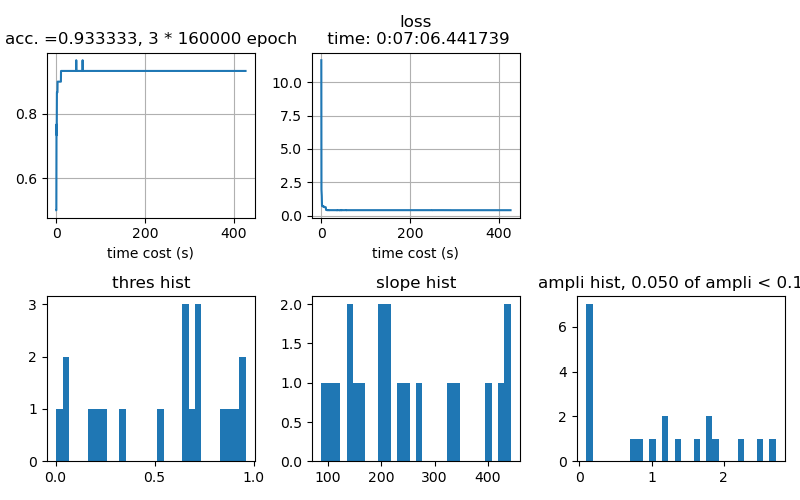 acc. =0.933333, 3 * 160000 epoch
0.8
0.6
0 200 400
time cost (s)
loss
time: 0:07:06.441739
10.0
7.5
5.0
2.5
0.0
0 200 400
time cost (s)
thres hist
3
2
1
0
0.0 0.5 1.0
slope hist
2.0
1.5
1.0
0.5
0.0
100 200 300 400
ampli hist, 0.050 of ampli < 0.1
6
4
2
0
0 1 2